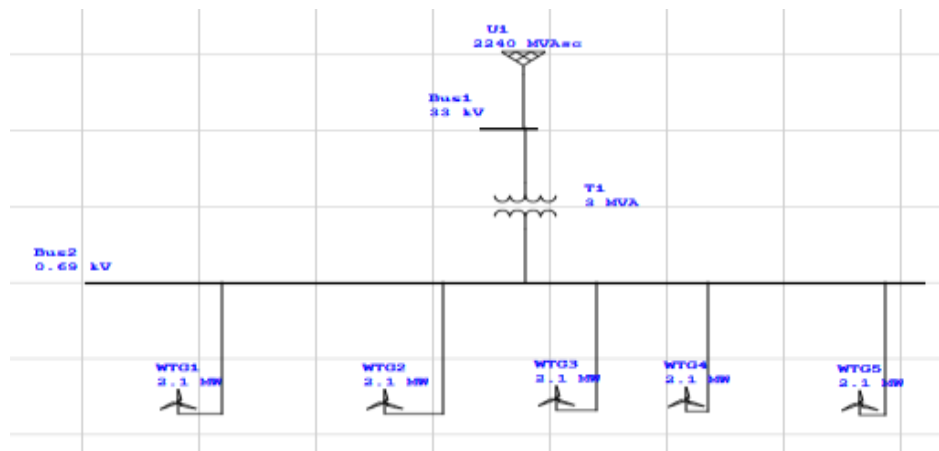 U1
2240 MVAsc
Bus1
33 kV
T1
3 MVA
Bus2
0.69 kV
WTG1
2.1 MW
WTG2
2.1 MW
WTG3
2.1 MW
WTG4
2.1 MW
WTG5
2.1 MW